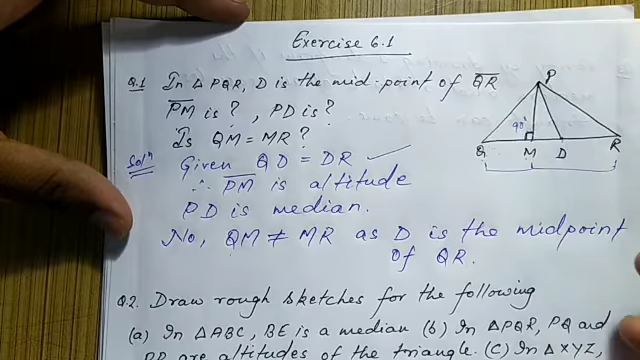 Exercise 6.1
Q.1 In △PQR, D is the mid-point of QR
PM is? , PD is?
Is QM = MR?
Solⁿ Given QD = DR
∴ PM is altitude
PD is median.
No, QM ≠ MR as D is the midpoint
of QR.
P
90°
Q M D R
Q.2. Draw rough sketches for the following
(a) In △ABC, BE is a median (b) In △PQR, PQ and
PR are altitudes of the triangle. (C) In △XYZ,